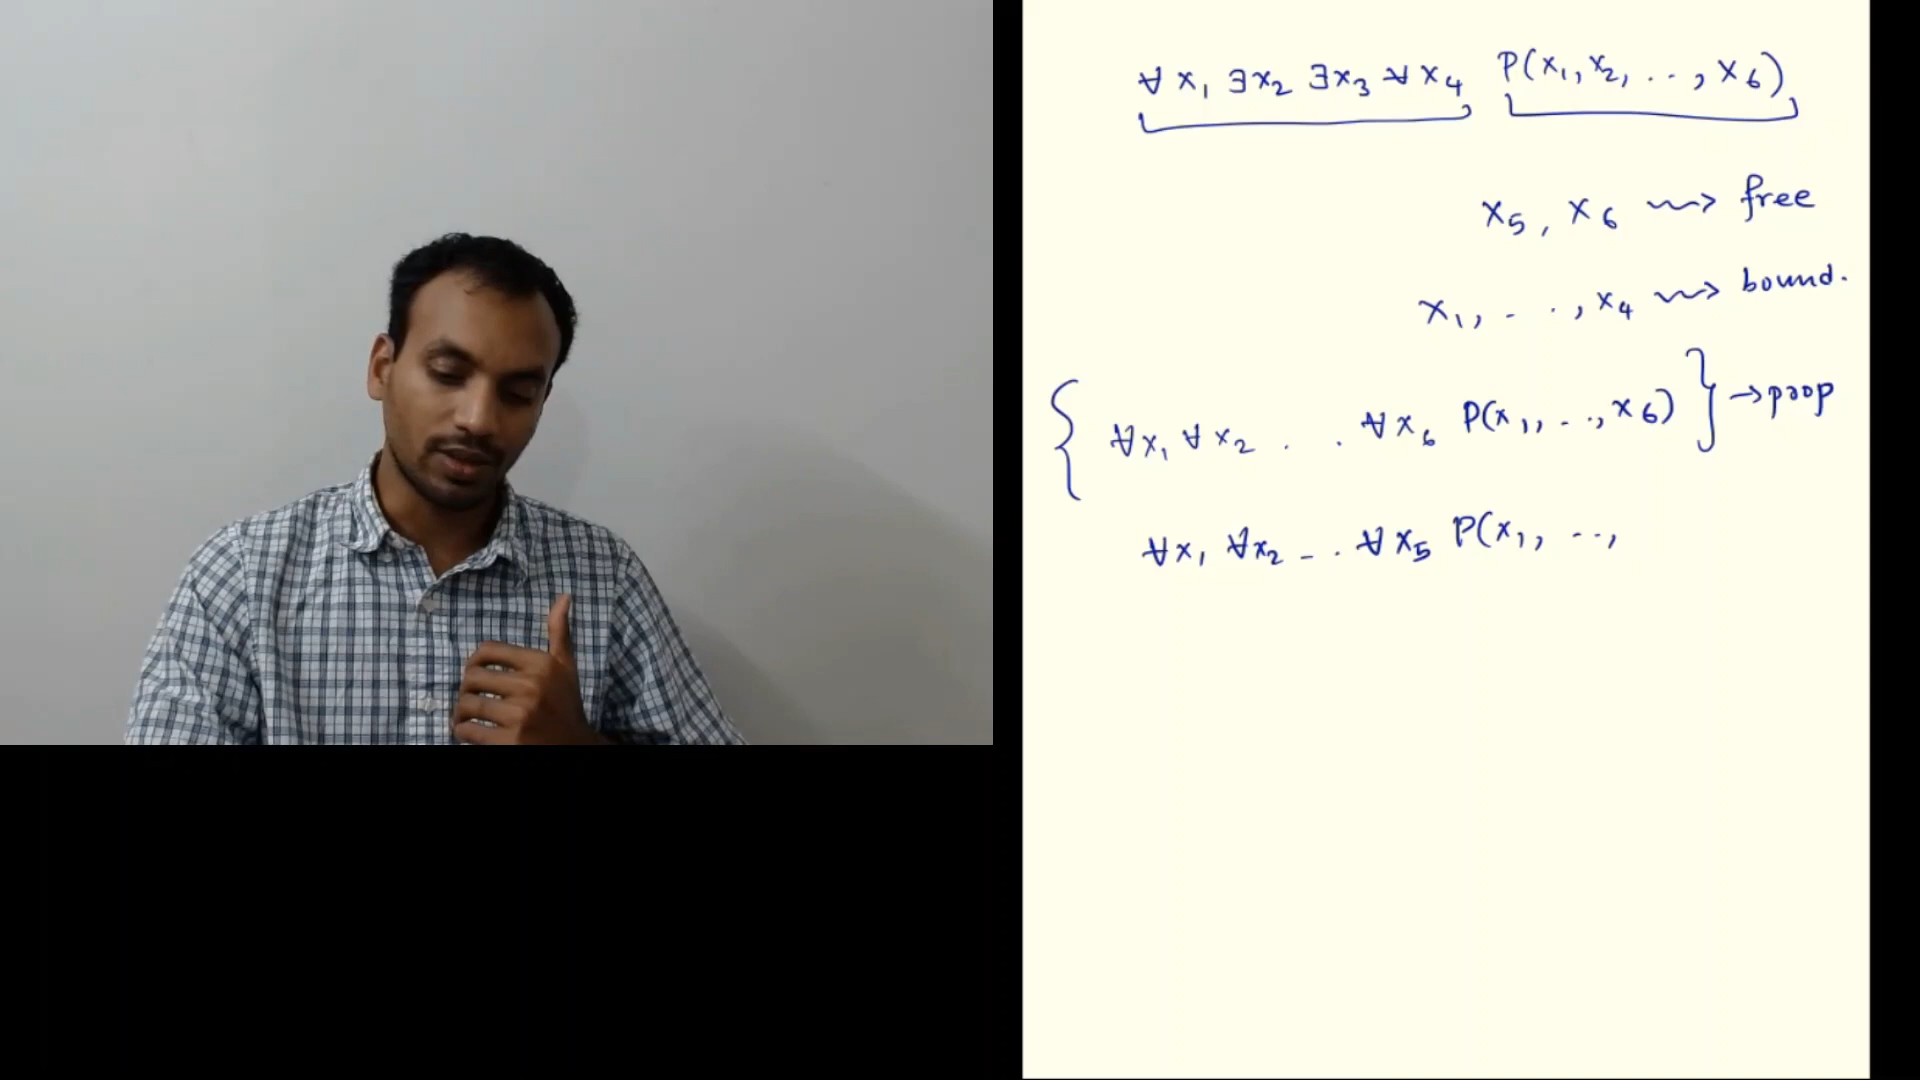 ∀x₁ ∃x₂ ∃x₃ ∀x₄ P(x₁, x₂, .., x₆)
x₅, x₆ ⇝ free
x₁, . .., x₄ ⇝ bound.
{ ∀x₁ ∀x₂ . . ∀x₆ P(x₁, . .., x₆) } → prop
∀x₁ ∀x₂ _ . ∀x₅ P(x₁, ..,